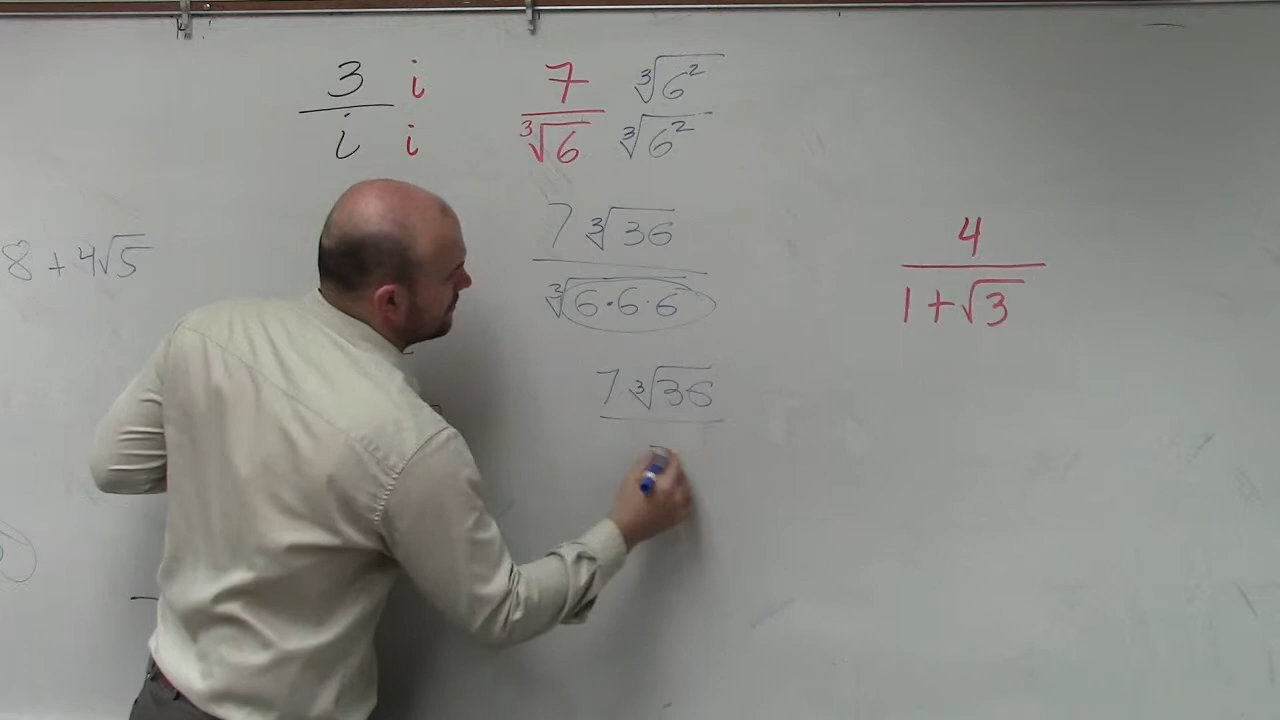 3 i
i i
7 ∛6²
∛6 ∛6²
7∛36
∛6·6·6
7∛36
8 + 4√5
4
1+√3